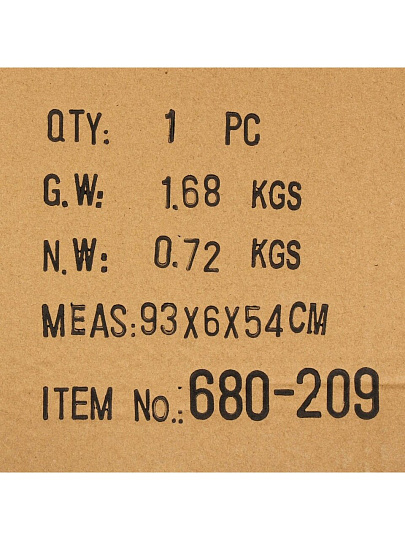 QTY: 1 PC
G.W: 1.68 KGS
N.W: 0.72 KGS
MEAS: 93X6X54CM
ITEM No.: 680-209